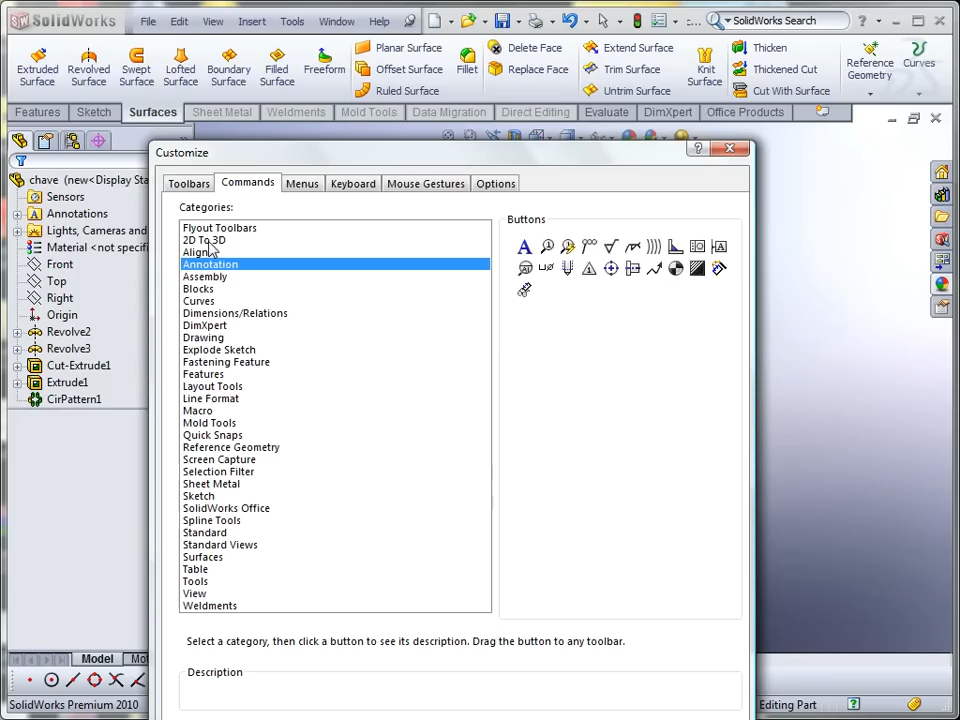 SolidWorks
File Edit View Insert Tools Window Help
SolidWorks Search
Extruded Surface
Revolved Surface
Swept Surface
Lofted Surface
Boundary Surface
Filled Surface
Freeform
Planar Surface
Offset Surface
Ruled Surface
Fillet
Delete Face
Replace Face
Extend Surface
Trim Surface
Untrim Surface
Knit Surface
Thicken
Thickened Cut
Cut With Surface
Reference Geometry
Curves
Features Sketch Surfaces Sheet Metal Weldments Mold Tools Data Migration Direct Editing Evaluate DimXpert Office Products
chave (new<Display Sta
Sensors
Annotations
Lights, Cameras and
Material <not specifi
Front
Top
Right
Origin
Revolve2
Revolve3
Cut-Extrude1
Extrude1
CirPattern1
Customize
Toolbars Commands Menus Keyboard Mouse Gestures Options
Categories:
Flyout Toolbars
2D To 3D
Align
Annotation
Assembly
Blocks
Curves
Dimensions/Relations
DimXpert
Drawing
Explode Sketch
Fastening Feature
Features
Layout Tools
Line Format
Macro
Mold Tools
Quick Snaps
Reference Geometry
Screen Capture
Selection Filter
Sheet Metal
Sketch
SolidWorks Office
Spline Tools
Standard
Standard Views
Surfaces
Table
Tools
View
Weldments
Buttons
Select a category, then click a button to see its description. Drag the button to any toolbar.
Description
Model Mot
SolidWorks Premium 2010
Editing Part